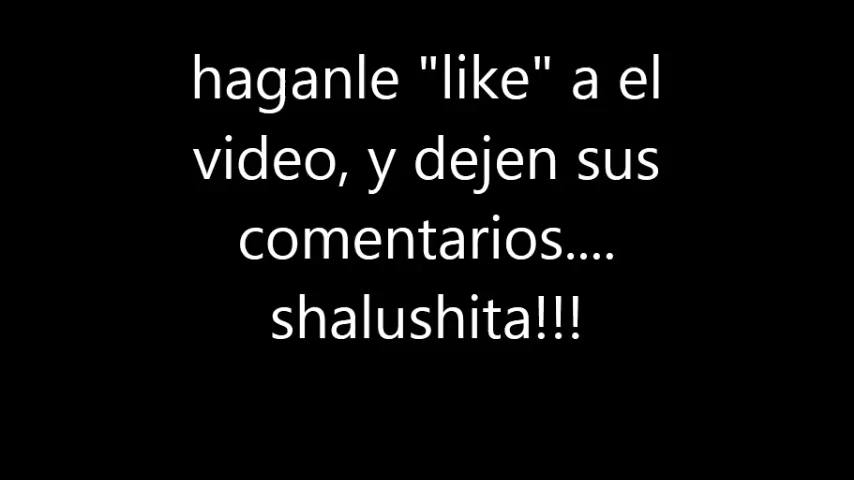 haganle "like" a el
video, y dejen sus
comentarios....
shalushita!!!